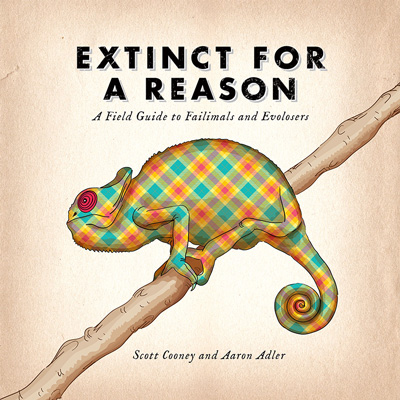 EXTINCT FOR
A REASON
A Field Guide to Failimals and Evolosers
Scott Cooney and Aaron Adler